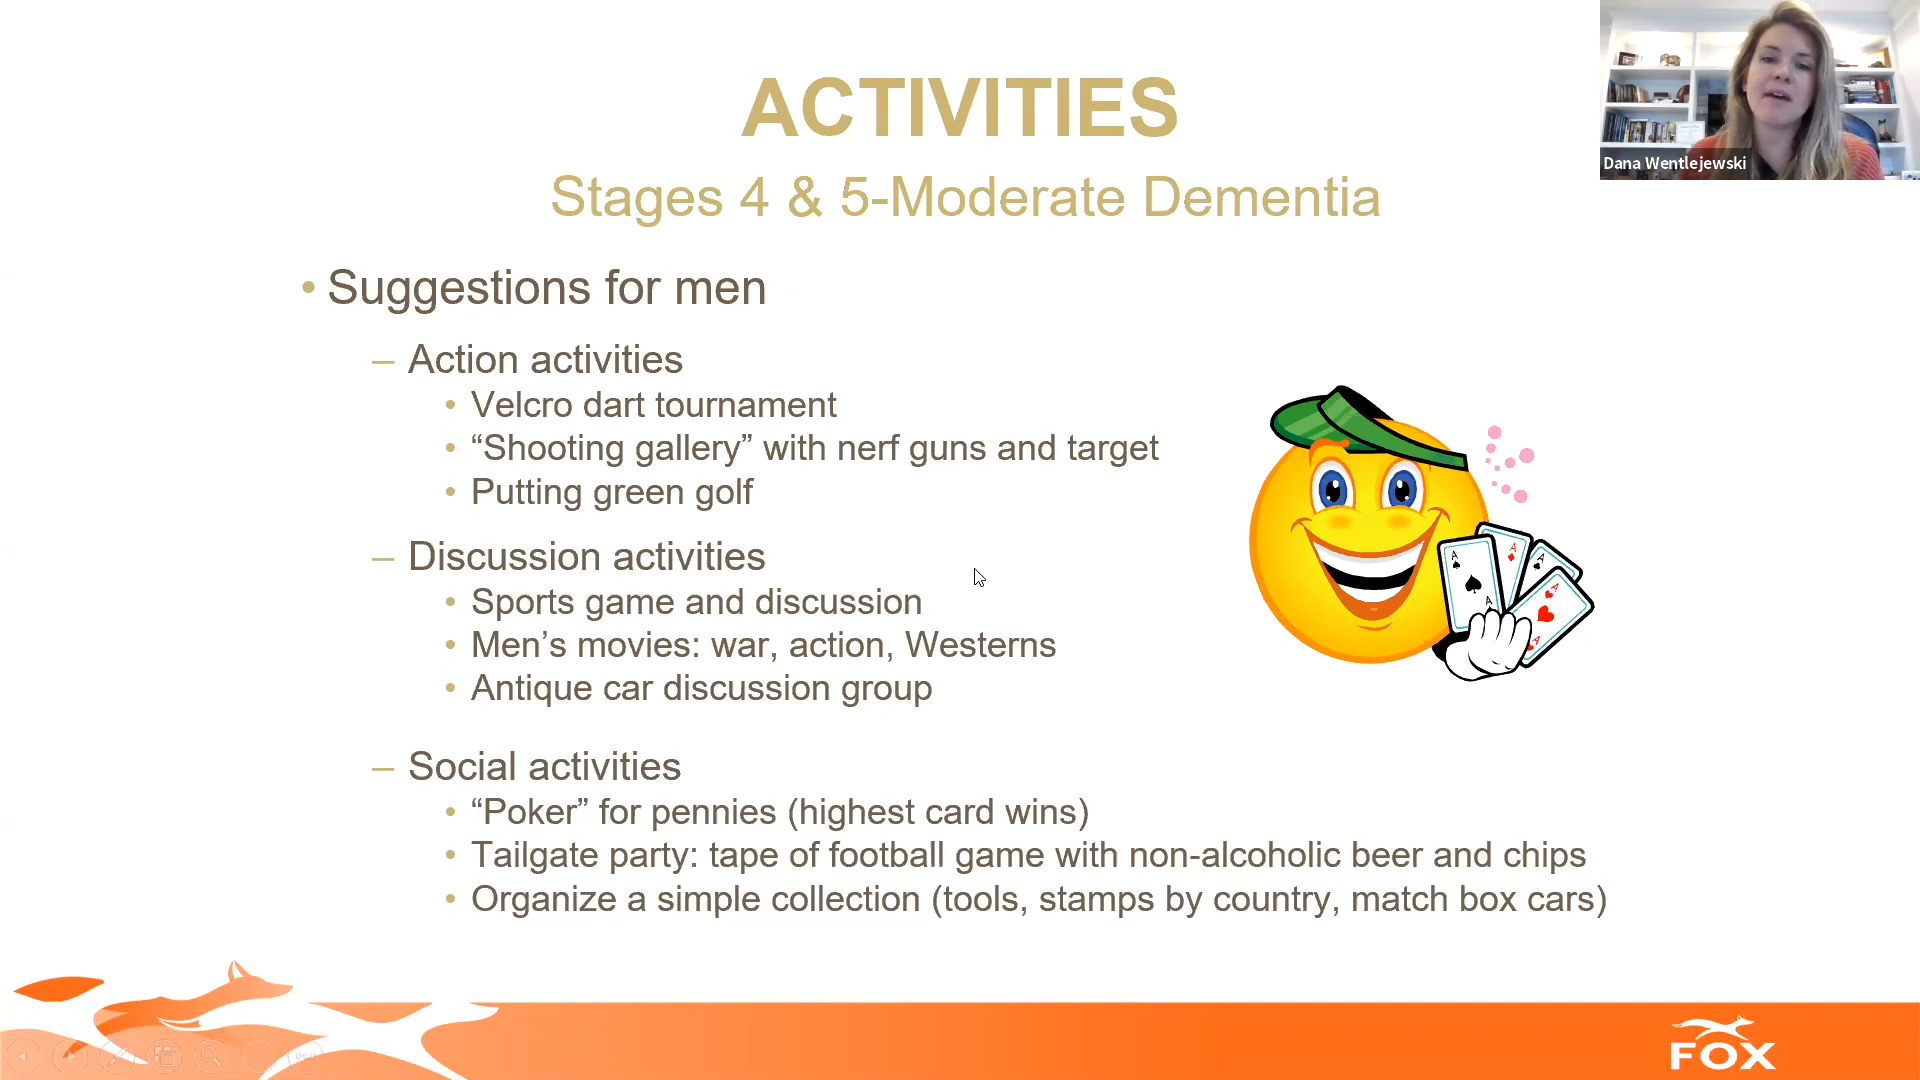 ACTIVITIES
Stages 4 & 5-Moderate Dementia
Dana Wentlejewski
• Suggestions for men
– Action activities
• Velcro dart tournament
• “Shooting gallery” with nerf guns and target
• Putting green golf
– Discussion activities
• Sports game and discussion
• Men’s movies: war, action, Westerns
• Antique car discussion group
– Social activities
• “Poker” for pennies (highest card wins)
• Tailgate party: tape of football game with non-alcoholic beer and chips
• Organize a simple collection (tools, stamps by country, match box cars)
A
A
A
A
A
A
FOX